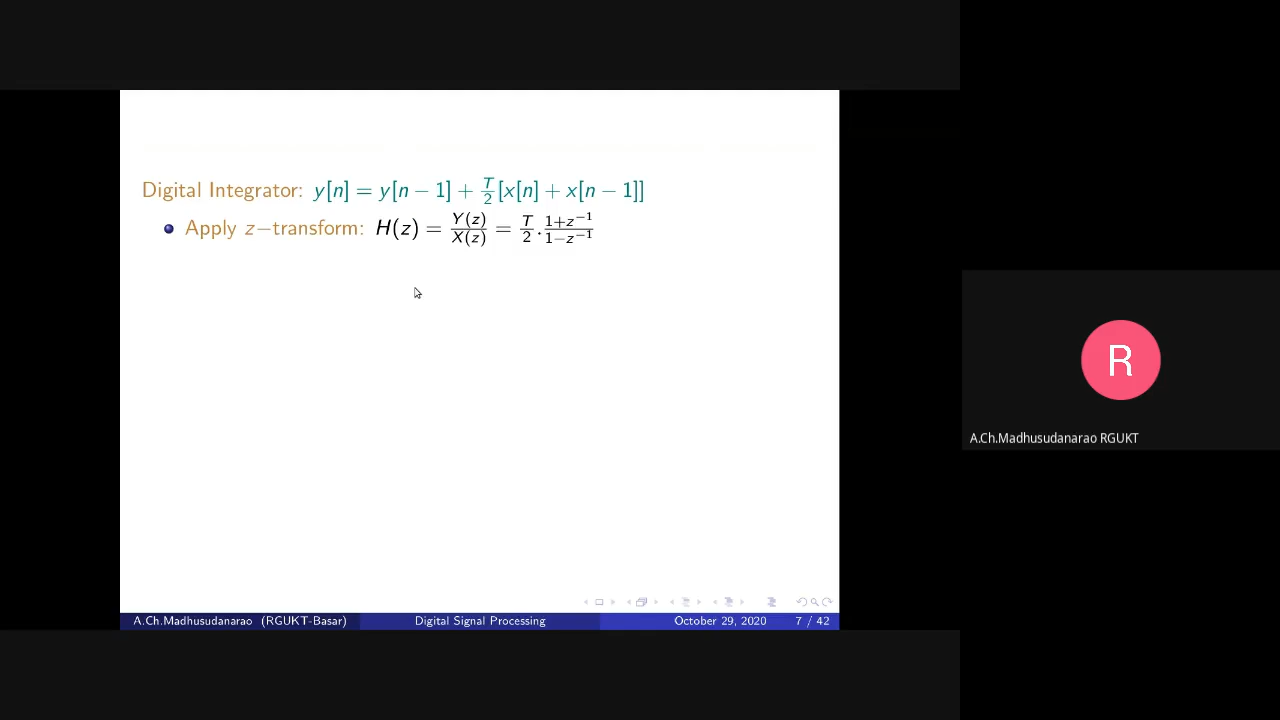 Digital Integrator: y[n] = y[n − 1] + T/2 [x[n] + x[n − 1]]
Apply z−transform: H(z) = Y(z)/X(z) = T/2 . 1+z⁻¹/1−z⁻¹
R
A.Ch.Madhusudanarao RGUKT
A.Ch.Madhusudanarao (RGUKT-Basar) Digital Signal Processing October 29, 2020 7 / 42